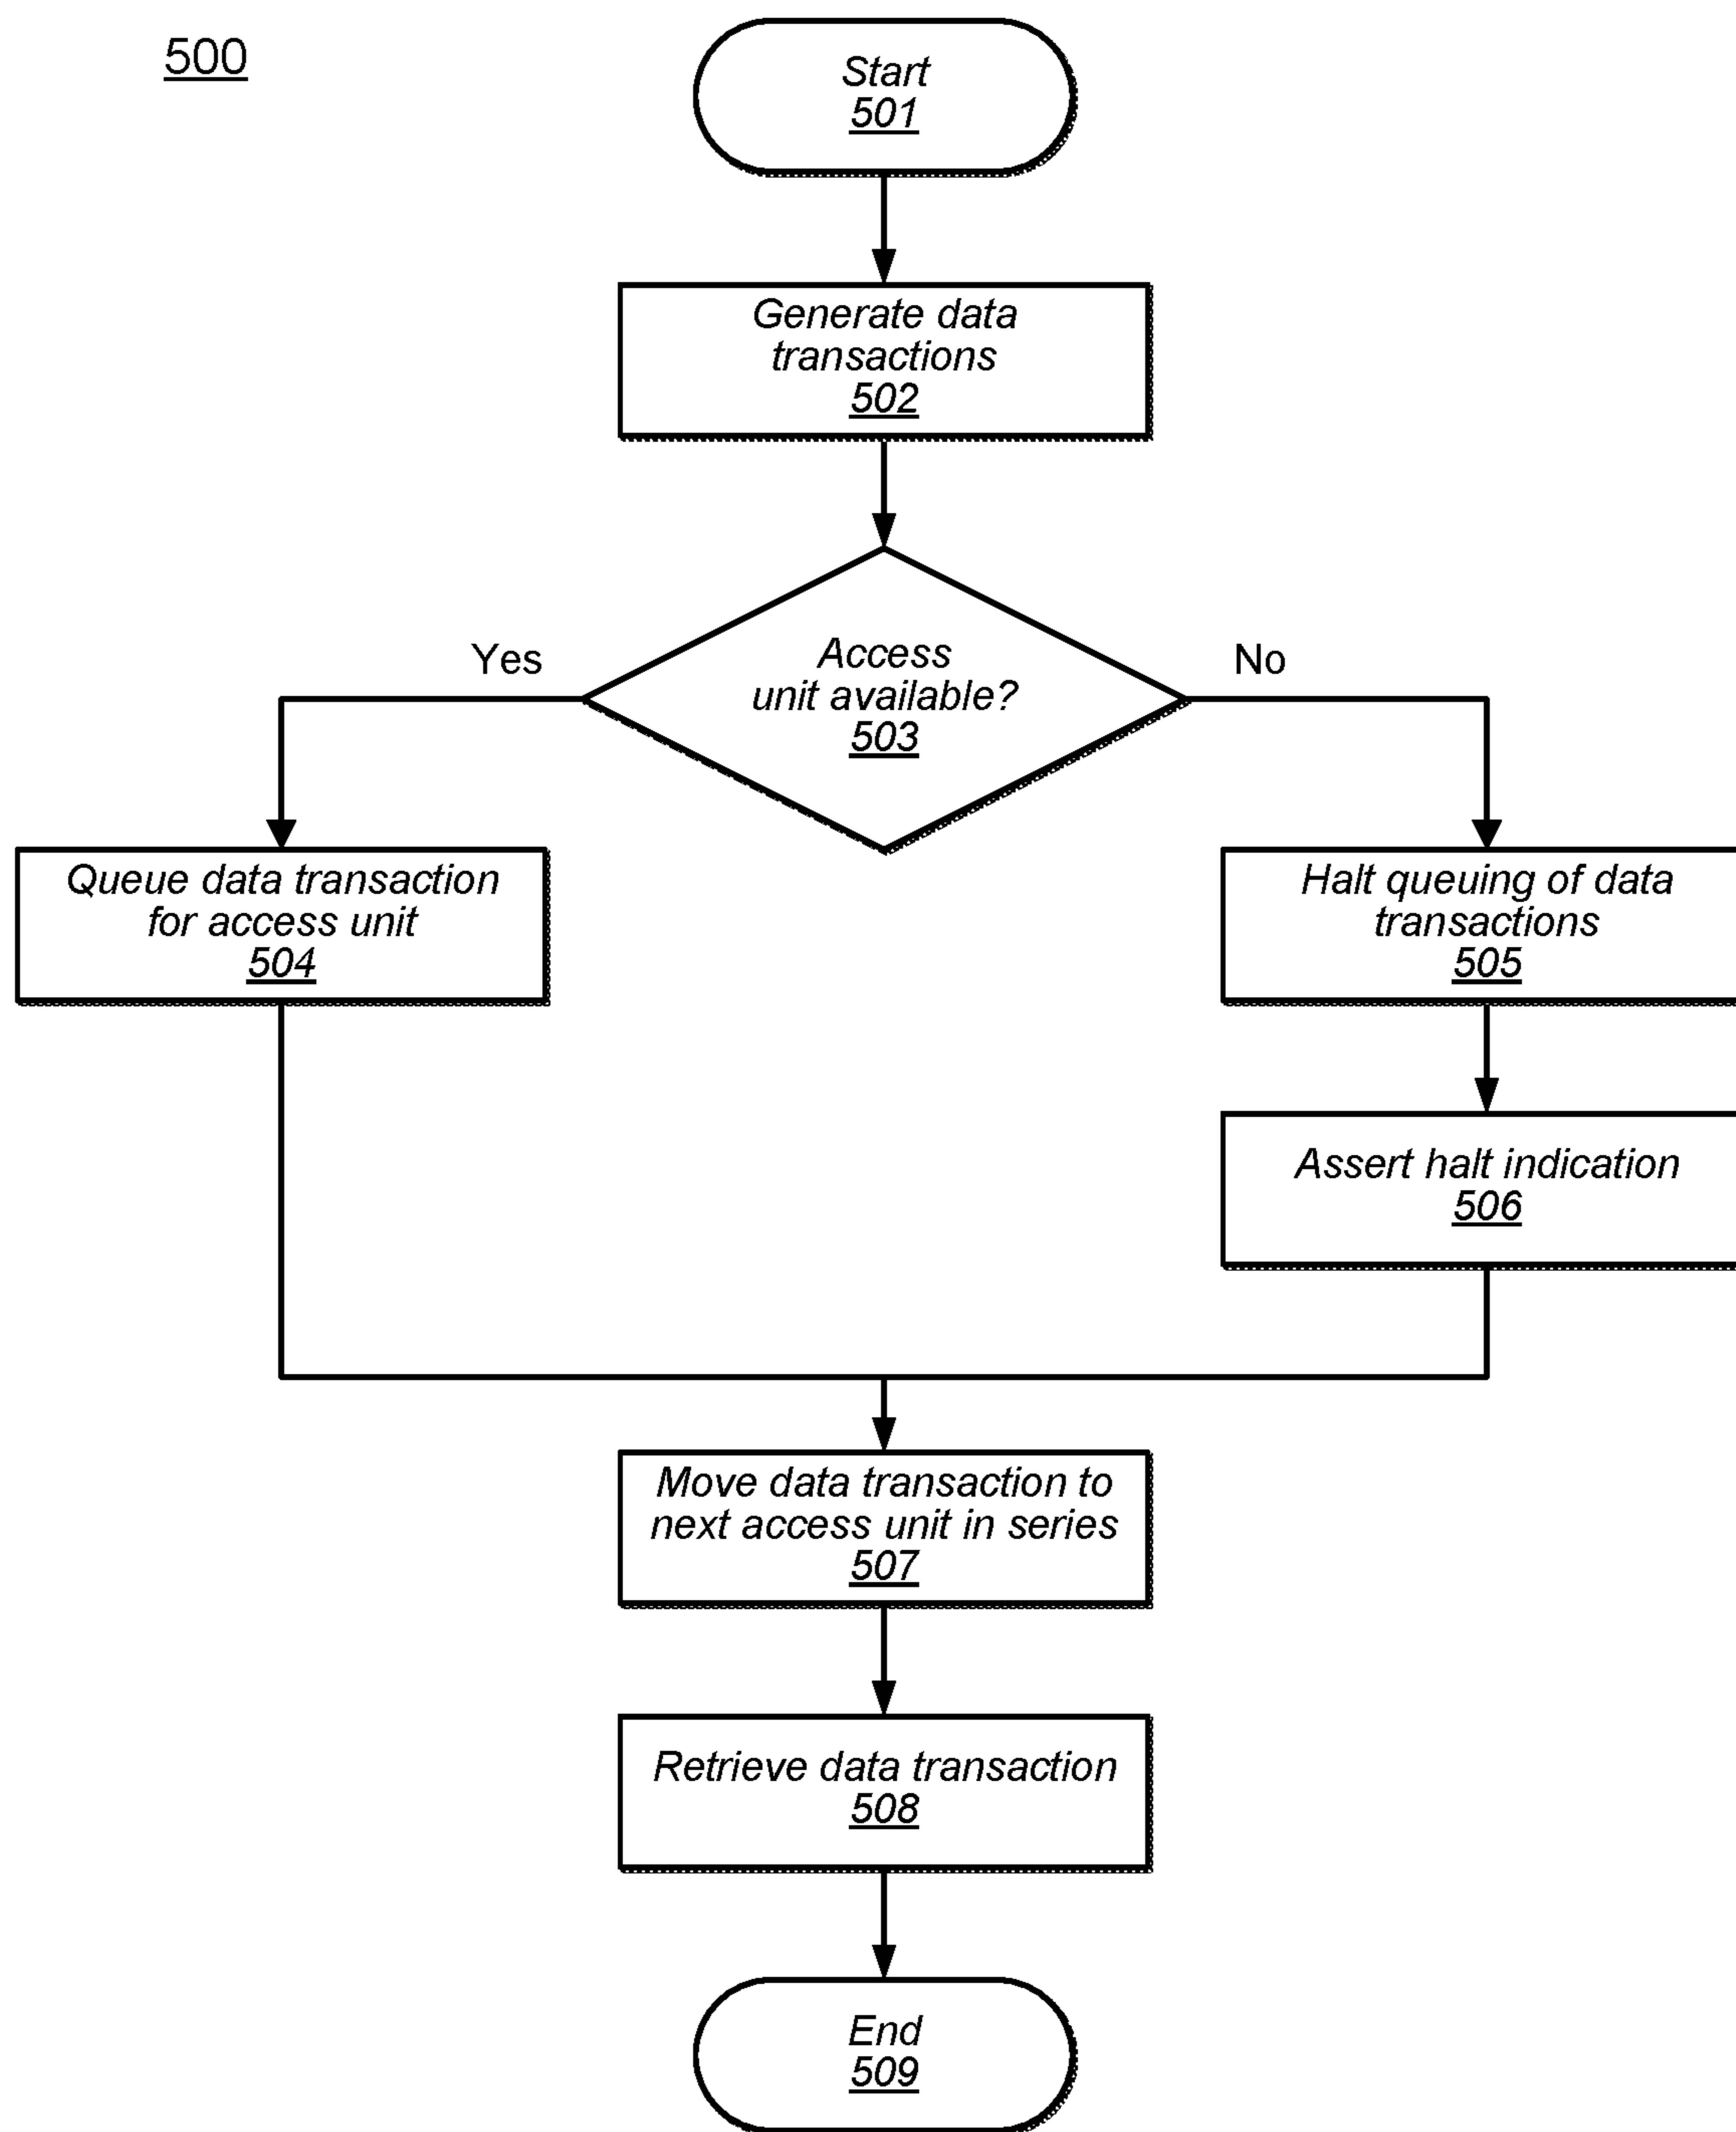 500
Start
501
Generate data
transactions
502
Access
unit available?
503
Yes
No
Queue data transaction
for access unit
504
Halt queuing of data
transactions
505
Assert halt indication
506
Move data transaction to
next access unit in series
507
Retrieve data transaction
508
End
509